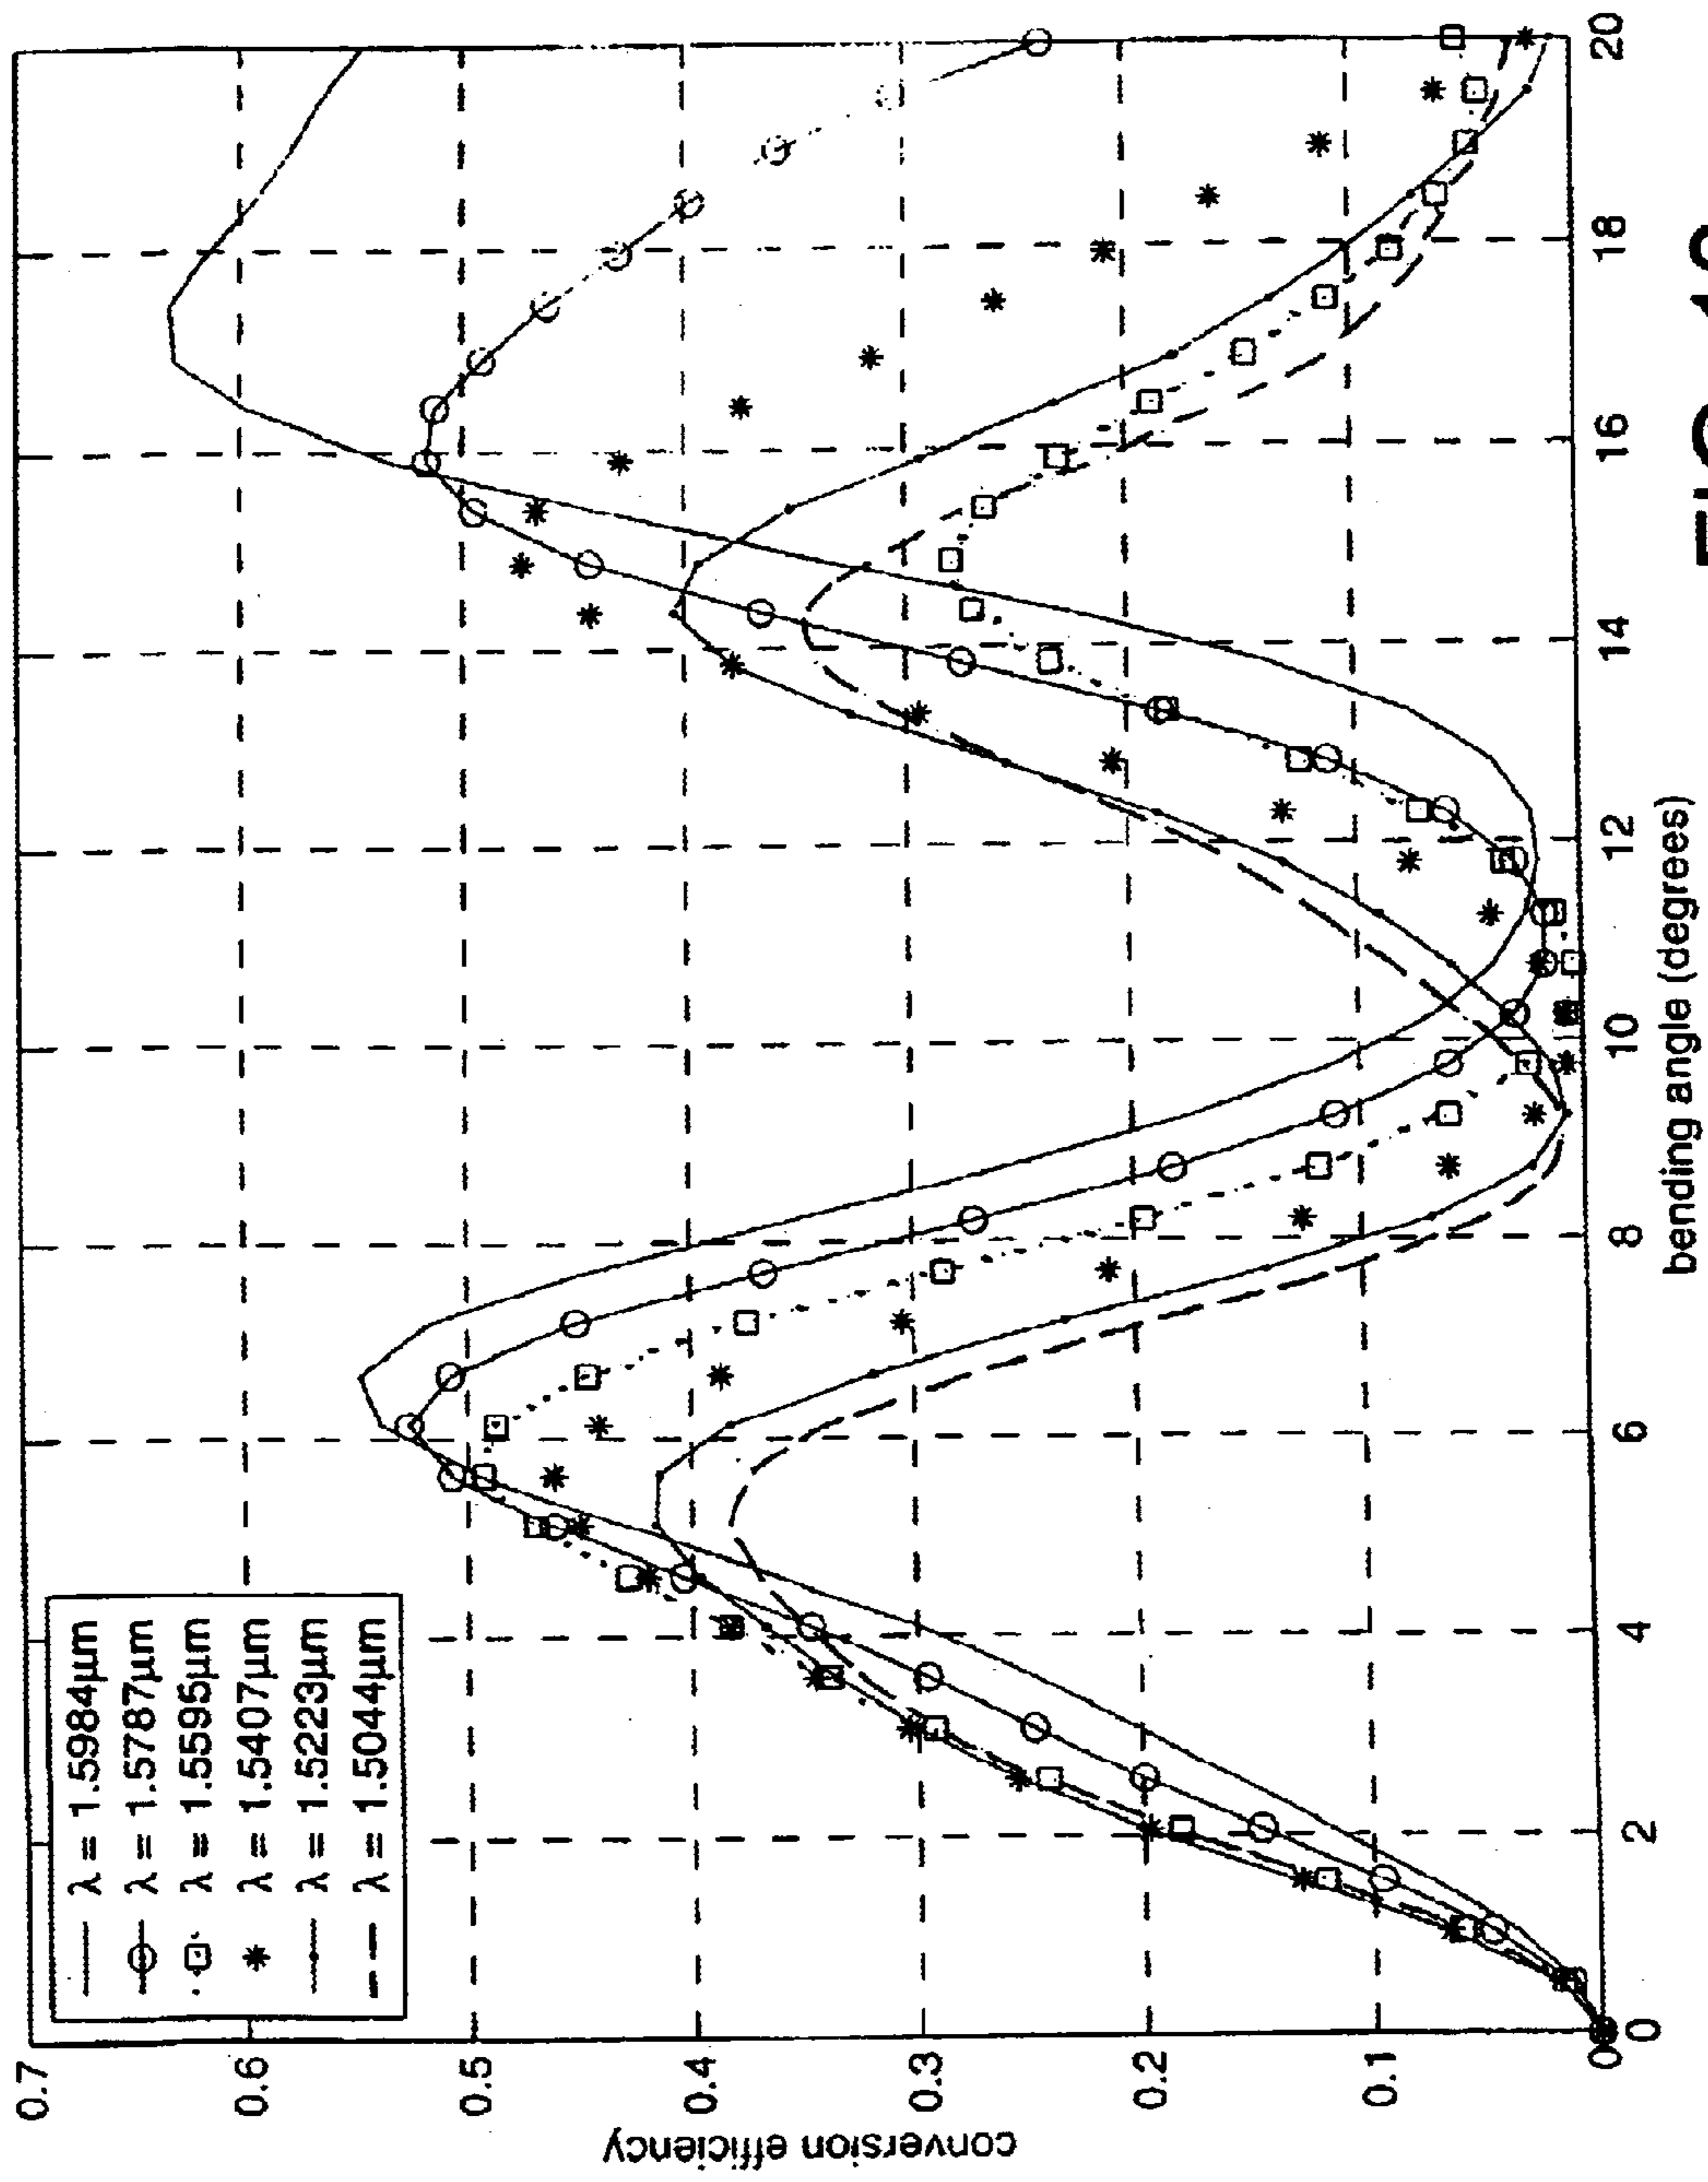 0.7
0.6
0.5
0.4
0.3
0.2
0.1
0
conversion efficiency
λ = 1.5984μm
λ = 1.5787μm
λ = 1.5595μm
λ = 1.5407μm
λ = 1.5223μm
λ = 1.5044μm
0 2 4 6 8 10 12 14 16 18 20
bending angle (degrees)